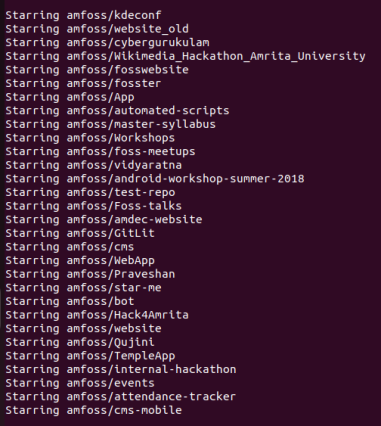 Starring amfoss/kdeconf
Starring amfoss/website_old
Starring amfoss/cybergurukulam
Starring amfoss/Wikimedia_Hackathon_Amrita_University
Starring amfoss/fosswebsite
Starring amfoss/fosster
Starring amfoss/App
Starring amfoss/automated-scripts
Starring amfoss/master-syllabus
Starring amfoss/Workshops
Starring amfoss/foss-meetups
Starring amfoss/vidyaratna
Starring amfoss/android-workshop-summer-2018
Starring amfoss/test-repo
Starring amfoss/Foss-talks
Starring amfoss/amdec-website
Starring amfoss/GitLit
Starring amfoss/cms
Starring amfoss/WebApp
Starring amfoss/Praveshan
Starring amfoss/star-me
Starring amfoss/bot
Starring amfoss/Hack4Amrita
Starring amfoss/website
Starring amfoss/Qujini
Starring amfoss/TempleApp
Starring amfoss/internal-hackathon
Starring amfoss/events
Starring amfoss/attendance-tracker
Starring amfoss/cms-mobile